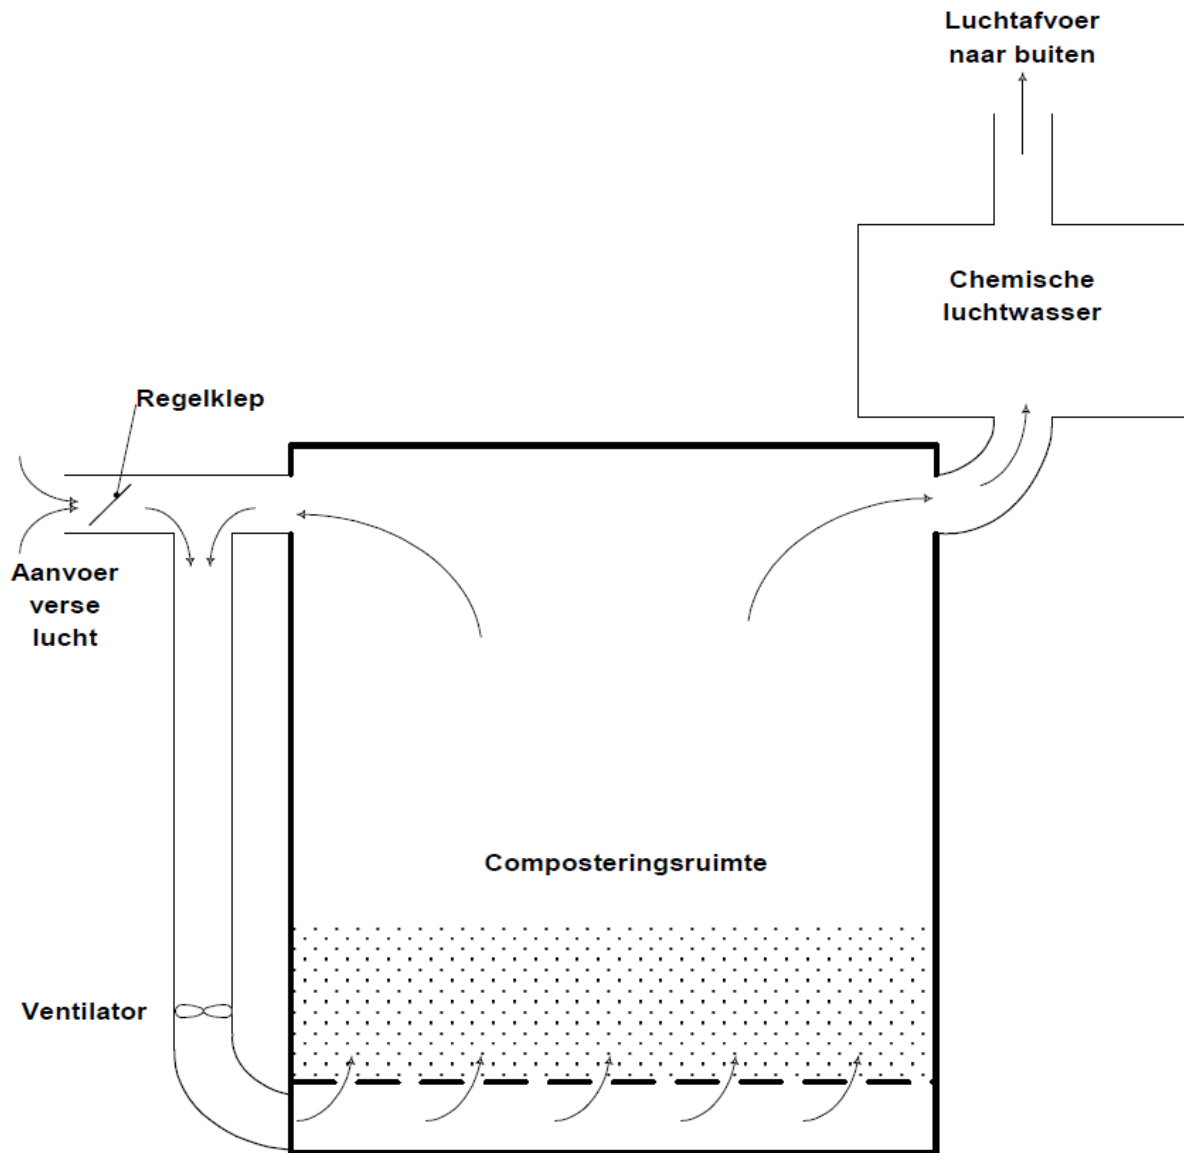 Luchtafvoer
naar buiten
Chemische
luchtwasser
Regelklep
Aanvoer
verse
lucht
Composteringsruimte
Ventilator